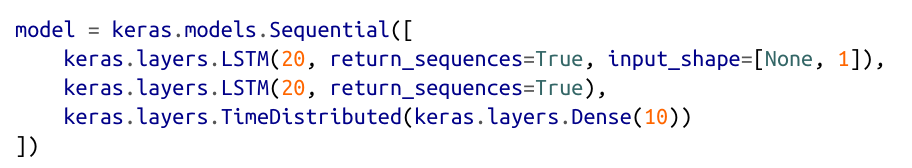 model = keras.models.Sequential([
    keras.layers.LSTM(20, return_sequences=True, input_shape=[None, 1]),
    keras.layers.LSTM(20, return_sequences=True),
    keras.layers.TimeDistributed(keras.layers.Dense(10))
])